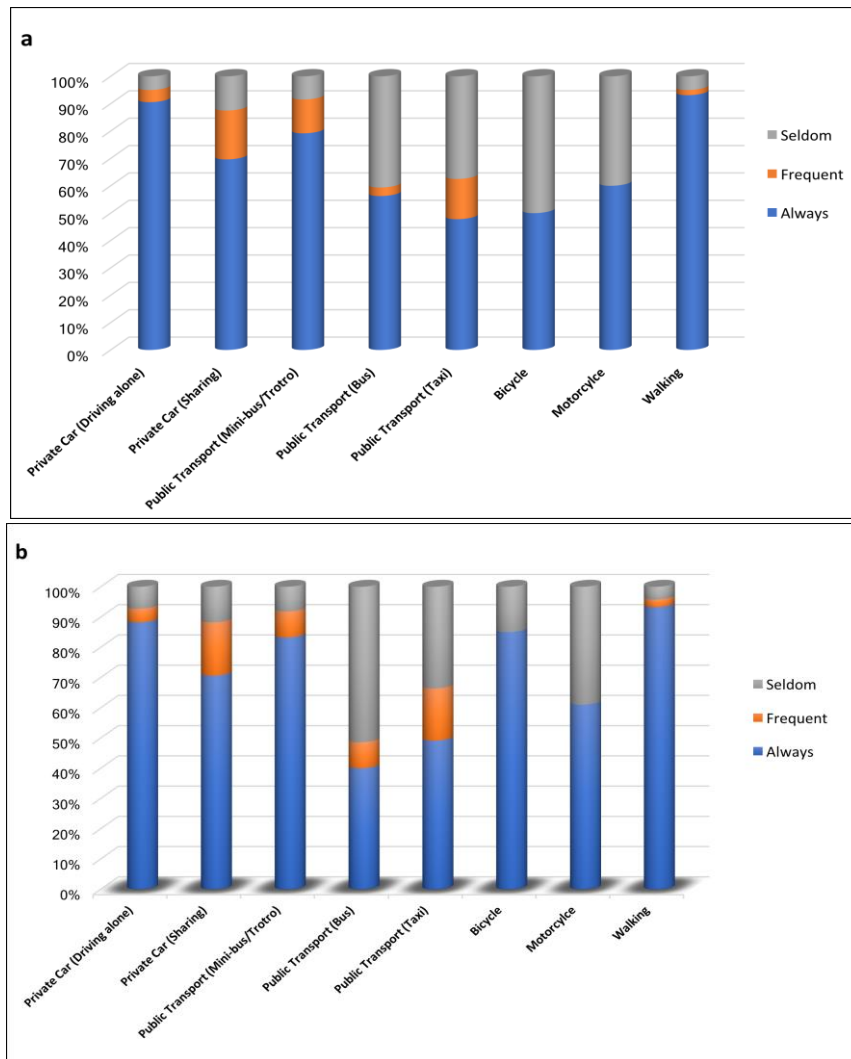 a
100%
90%
80%
70%
60%
50%
40%
30%
20%
10%
0%
Private Car (Driving alone)
Private Car (Sharing)
Public Transport (Mini-bus/Trotro)
Public Transport (Bus)
Public Transport (Taxi)
Bicycle
Motorcylce
Walking
Seldom
Frequent
Always
b
100%
90%
80%
70%
60%
50%
40%
30%
20%
10%
0%
Private Car (Driving alone)
Private Car (Sharing)
Public Transport (Mini-bus/Trotro)
Public Transport (Bus)
Public Transport (Taxi)
Bicycle
Motorcylce
Walking
Seldom
Frequent
Always